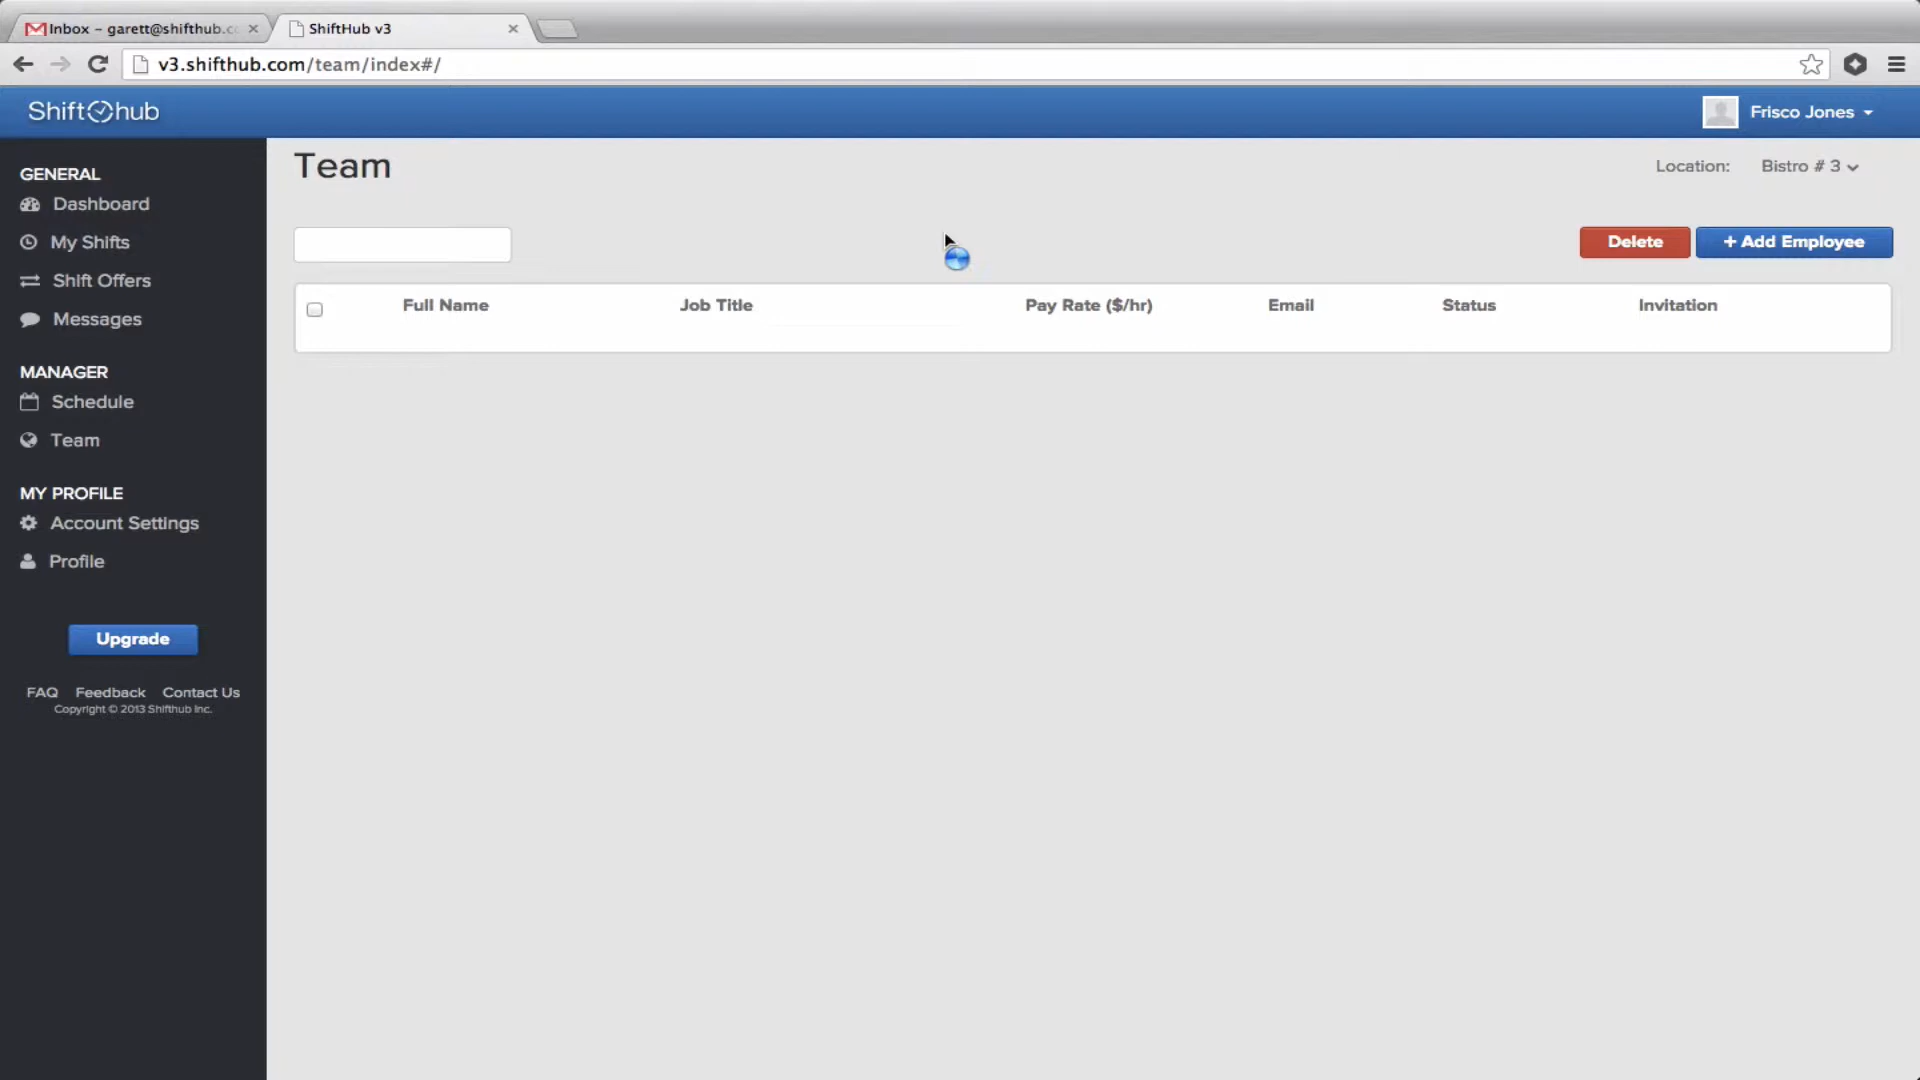 Inbox – garett@shifthub.c
ShiftHub v3
v3.shifthub.com/team/index#/
Shift hub
Frisco Jones
GENERAL
Dashboard
My Shifts
Shift Offers
Messages
MANAGER
Schedule
Team
MY PROFILE
Account Settings
Profile
Upgrade
FAQ Feedback Contact Us
Copyright © 2013 Shifthub Inc.
Team
Location: Bistro # 3
Delete
+ Add Employee
Full Name Job Title Pay Rate ($/hr) Email Status Invitation